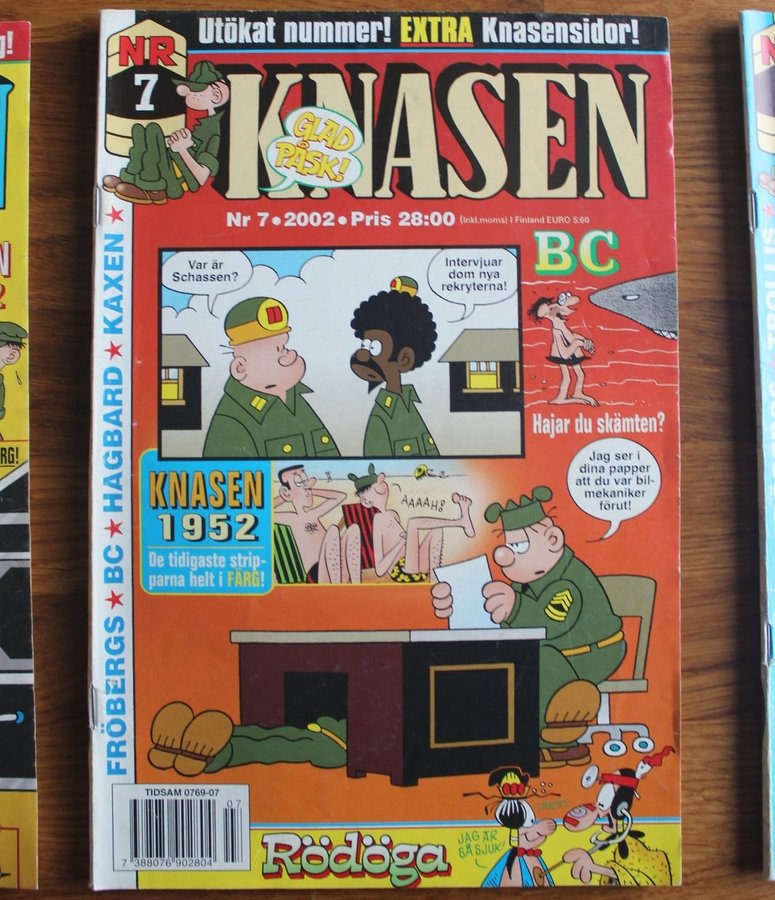 Utökat nummer! EXTRA Knasensidor!
NR
7
KNASEN
GLAD
PÅSK!
Nr 7 • 2002 • Pris 28:00 (Inkl.moms) I Finland EURO 5:60
FRÖBERGS ★ BC ★ HAGBARD ★ KAXEN ★
BC
Var är
Schassen?
Intervjuar
dom nya
rekryterna!
Hajar du skämten?
KNASEN
1952
De tidigaste strip-
parna helt i FÄRG!
AAAAH!
Jag ser i
dina papper
att du var bil-
mekaniker
förut!
TIDSAM 0769-07
07
7 388076 902804
Rödöga
JAG ÄR
SÅ SJUK!